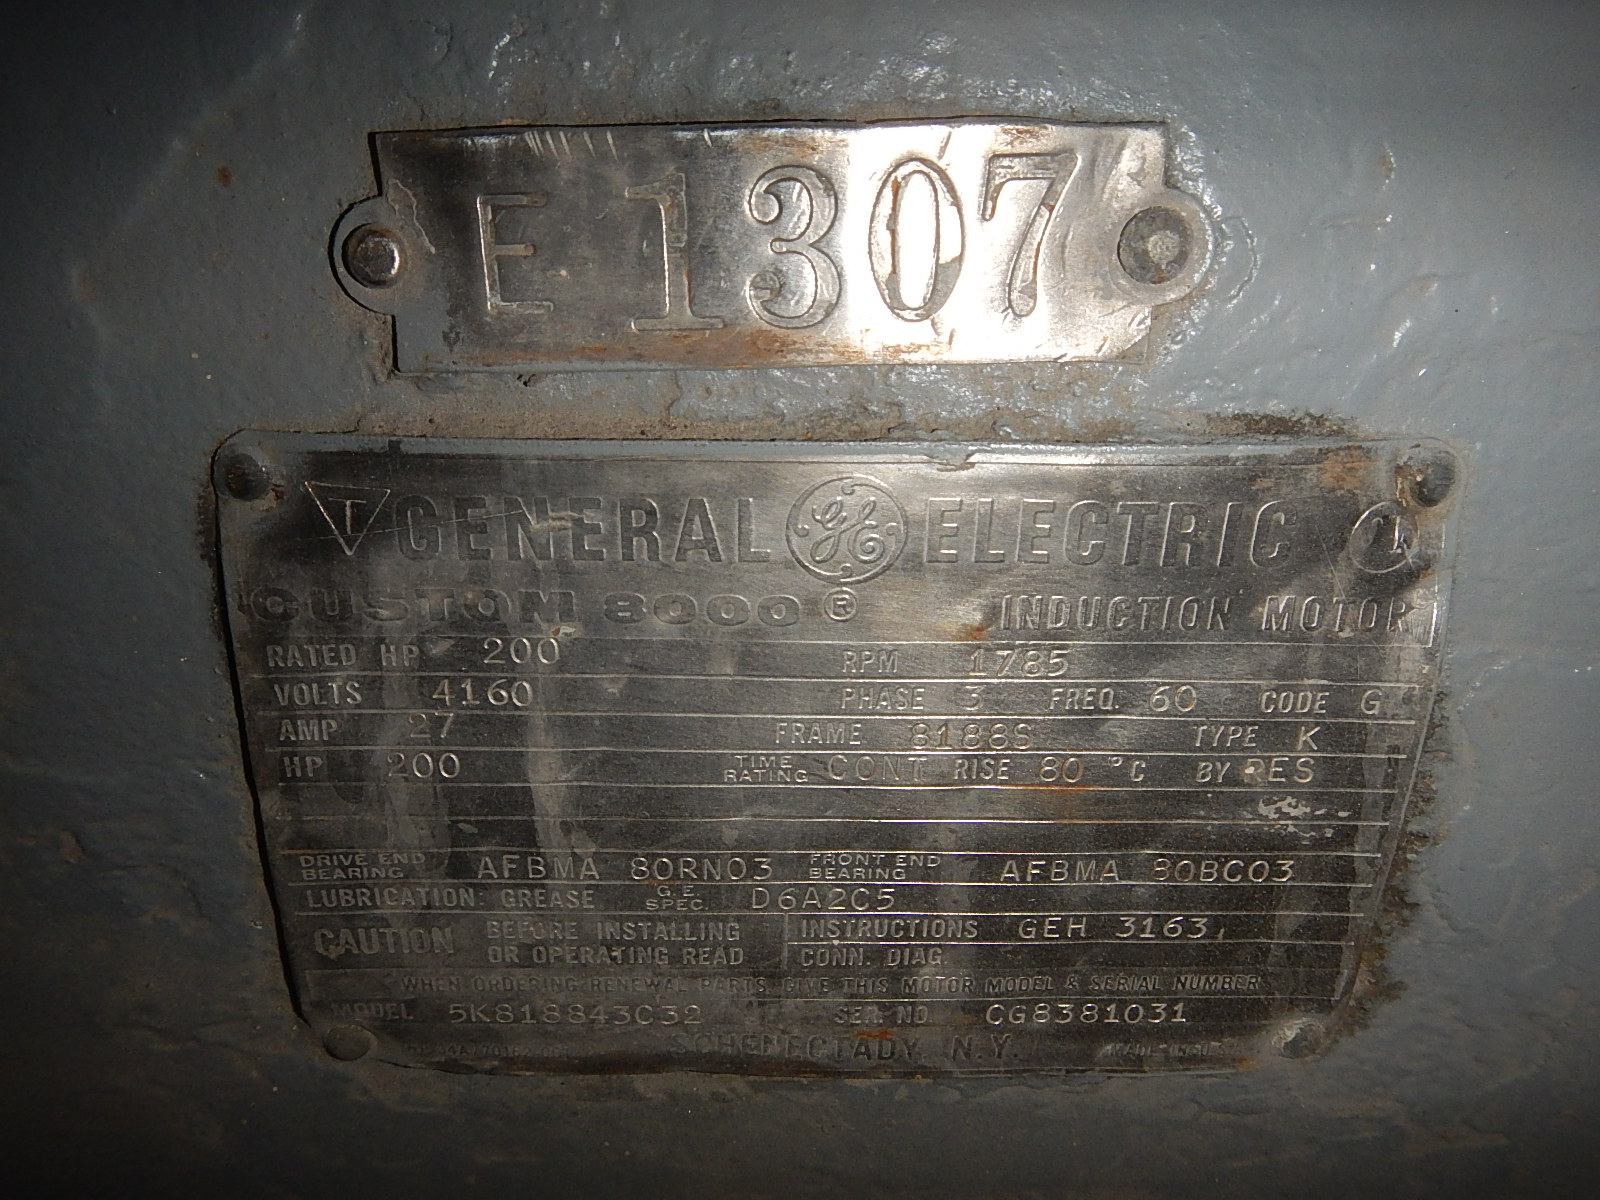 E 1307
T GENERAL GE ELECTRIC
CUSTOM 8000® INDUCTION MOTOR
RATED HP 200 RPM 1785
VOLTS 4160 PHASE 3 FREQ. 60 CODE G
AMP 27 FRAME 8188S TYPE K
HP 200 TIME RATING CONT RISE 80 °C BY RES
DRIVE END BEARING AFBMA 80RN03 FRONT END BEARING AFBMA 80BC03
LUBRICATION: GREASE G.E. SPEC. D6A2C5
CAUTION BEFORE INSTALLING OR OPERATING READ
INSTRUCTIONS GEH 3163
CONN. DIAG.
WHEN ORDERING RENEWAL PARTS GIVE THIS MOTOR MODEL & SERIAL NUMBER
MODEL 5K818843C32 SER. NO. CG8381031
SCHENECTADY, N.Y. MADE IN U.S.A.